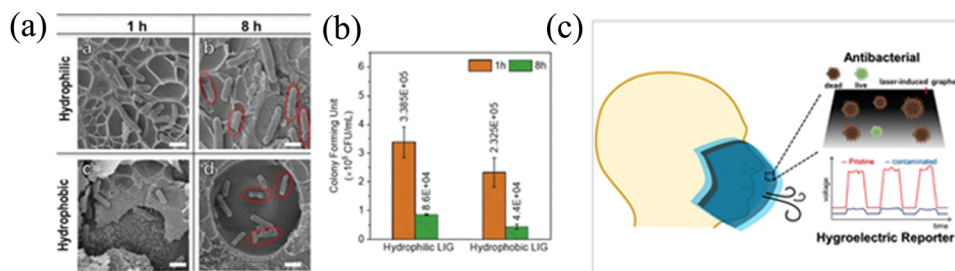 (a)
1 h
8 h
Hydrophilic
a
b
Hydrophobic
c
d
(b)
Colony Forming Unit
(×10⁵ CFU/mL)
6
5
4
3
2
1
0
1h
8h
3.385E+05
8.6E+04
2.325E+05
4.4E+04
Hydrophilic LIG
Hydrophobic LIG
(c)
Antibacterial
dead
live
laser-induced graphe
– Pristine
– contaminated
voltage
time
Hygroelectric Reporter